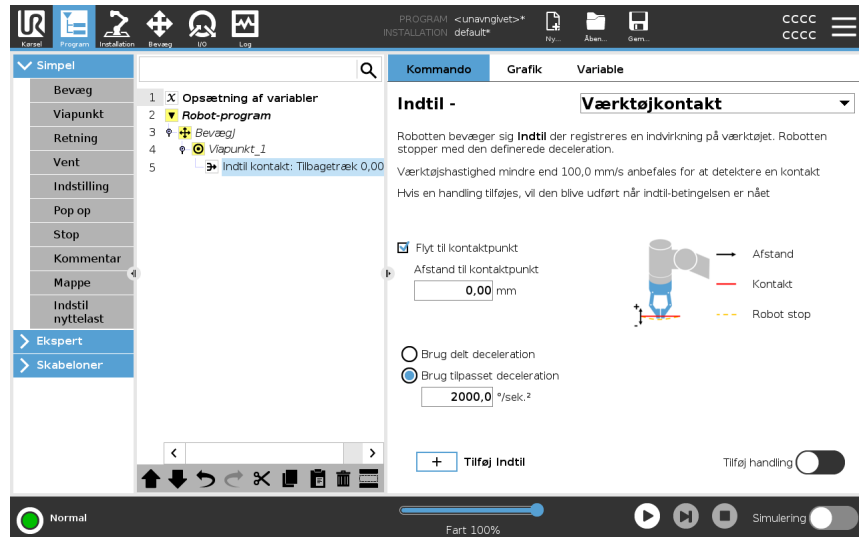 PROGRAM <unavngivet>*
INSTALLATION default*
Kørsel
Program
Installation
Bevæg
I/O
Log
Ny...
Åben...
Gem...
cccc
cccc
Simpel
Bevæg
Viapunkt
Retning
Vent
Indstilling
Pop op
Stop
Kommentar
Mappe
Indstil
nyttelast
Ekspert
Skabeloner
1 X Opsætning af variabler
2 Robot-program
3 BevægJ
4 Viapunkt_1
5 Indtil kontakt: Tilbagetræk 0,00
Kommando
Grafik
Variable
Indtil -
Værktøjkontakt
Robotten bevæger sig Indtil der registreres en indvirkning på værktøjet. Robotten
stopper med den definerede deceleration.
Værktøjshastighed mindre end 100,0 mm/s anbefales for at detektere en kontakt
Hvis en handling tilføjes, vil den blive udført når indtil-betingelsen er nået
Flyt til kontaktpunkt
Afstand til kontaktpunkt
0,00 mm
Afstand
Kontakt
Robot stop
+
-
Brug delt deceleration
Brug tilpasset deceleration
2000,0 °/sek.²
+ Tilføj Indtil
Tilføj handling
Normal
Fart 100%
Simulering